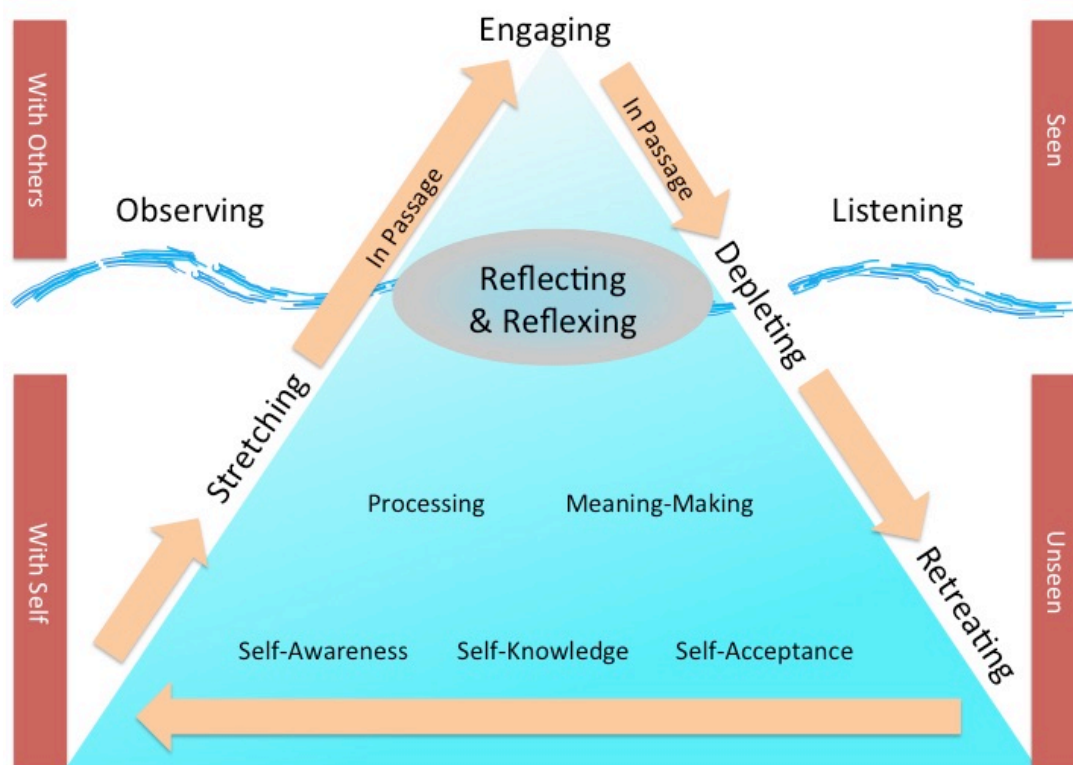 Engaging
With Others
Seen
In Passage
In Passage
Observing
Listening
Reflecting
& Reflexing
Depleting
Stretching
Processing
Meaning-Making
With Self
Unseen
Retreating
Self-Awareness
Self-Knowledge
Self-Acceptance